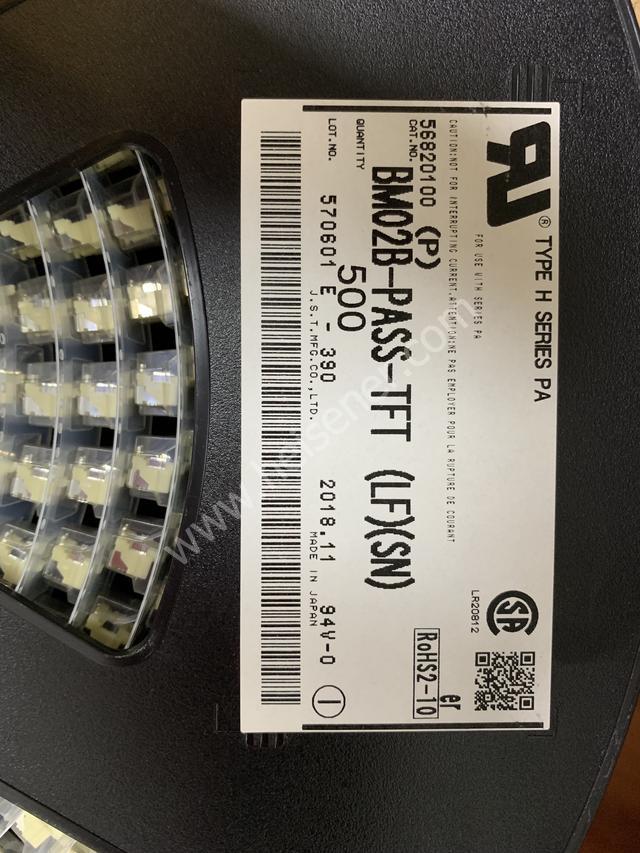 ® TYPE H SERIES PA
FOR USE WITH SERIES PA
CAUTION:NOT FOR INTERRUPTING CURRENT.ATTENTION:NE PAS EMPLOYER POUR LA RUPTURE DE COURANT
LR20812
56820100 (P)
CAT.NO.
BM02B-PASS-TFT (LF)(SN)
er
RoHS2-10
QUANTITY
500
LOT.NO.
570601 E - 390
2018.11 94V-0
J.S.T.MFG.CO.,LTD.
MADE IN JAPAN